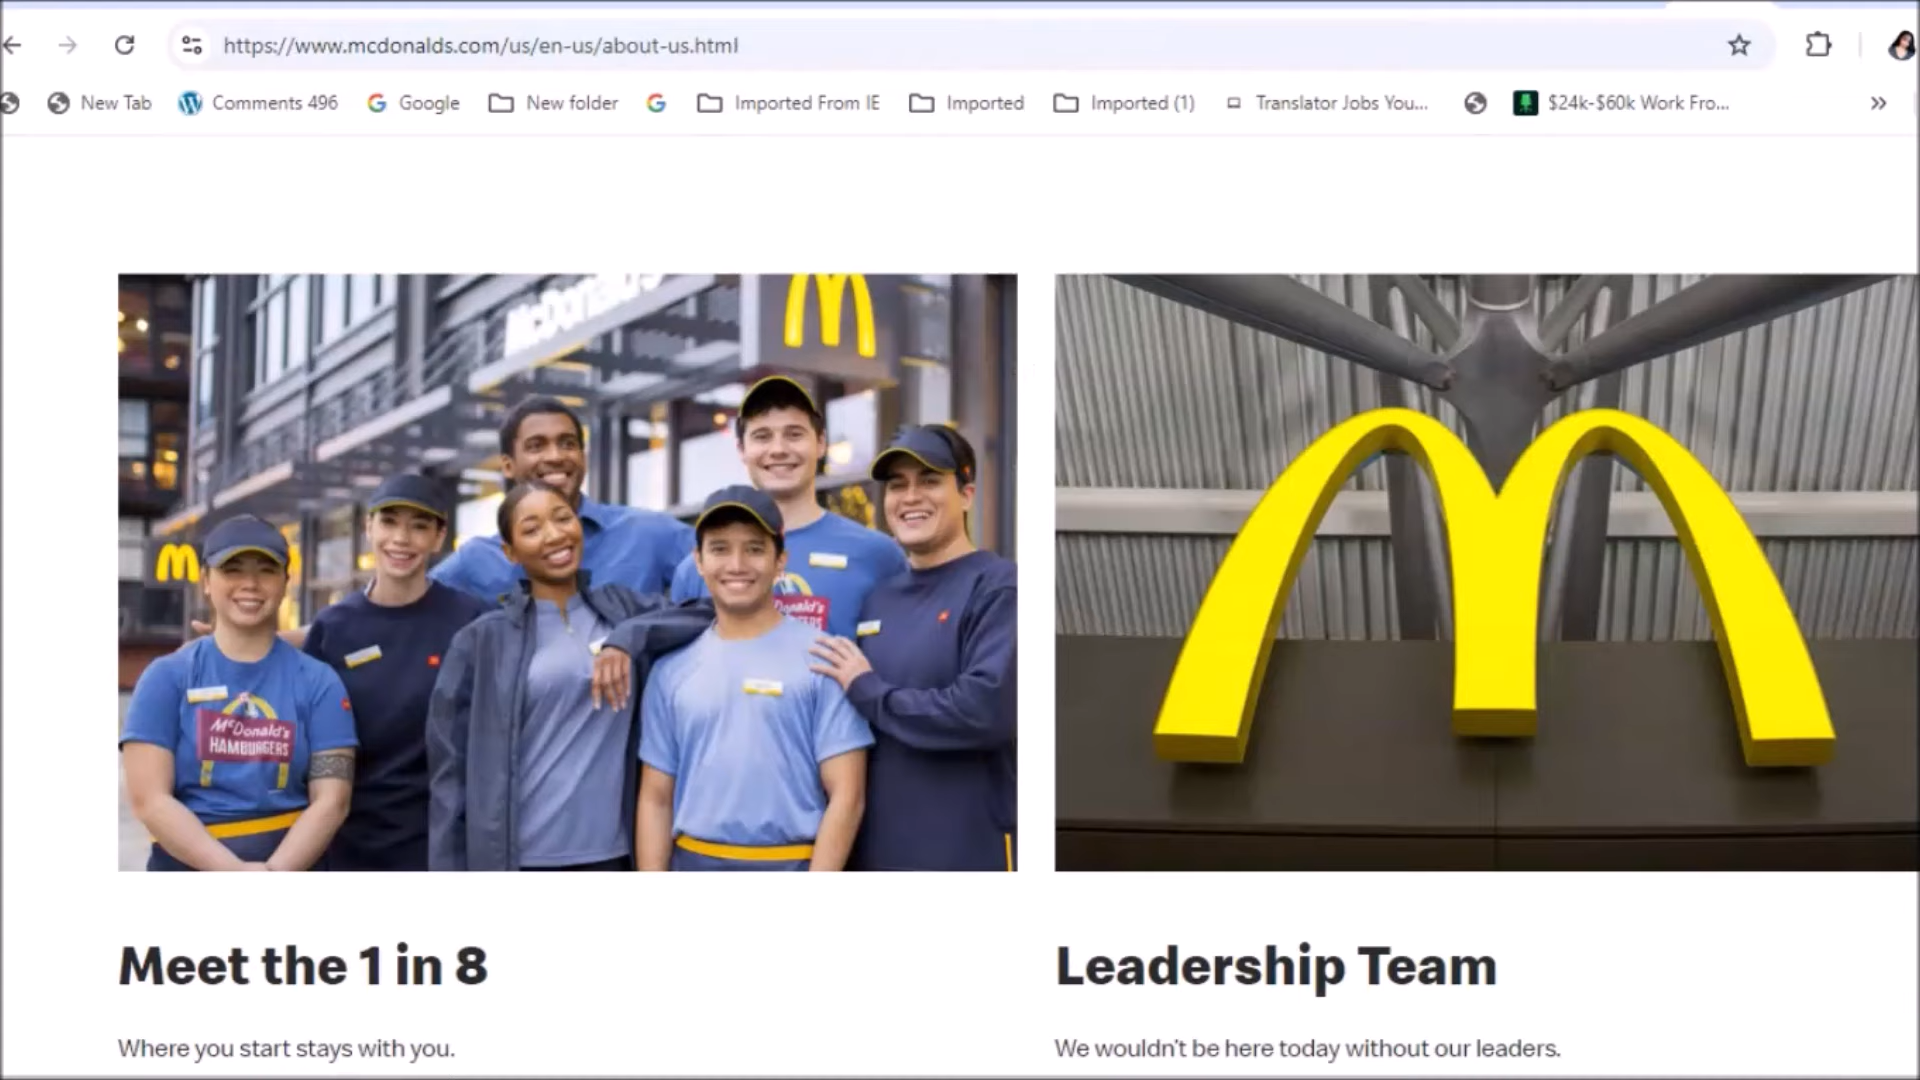 https://www.mcdonalds.com/us/en-us/about-us.html
New Tab
Comments 496
Google
New folder
Imported From IE
Imported
Imported (1)
Translator Jobs You...
$24k-$60k Work Fro...
McDonald's
McDonald's
HAMBURGERS
Meet the 1 in 8
Where you start stays with you.
Leadership Team
We wouldn't be here today without our leaders.